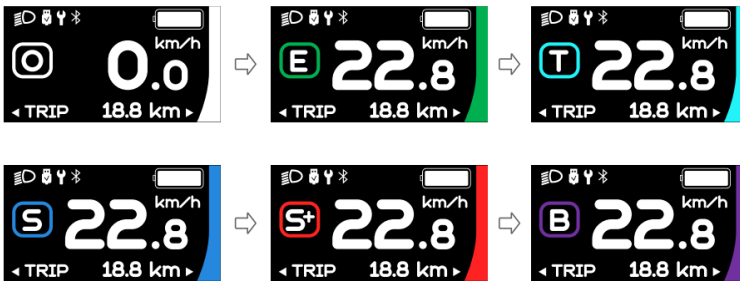 km/h
O 0.0
◂ TRIP 18.8 km ▸
km/h
E 22.8
◂ TRIP 18.8 km ▸
km/h
T 22.8
◂ TRIP 18.8 km ▸
km/h
S 22.8
◂ TRIP 18.8 km ▸
km/h
S+ 22.8
◂ TRIP 18.8 km ▸
km/h
B 22.8
◂ TRIP 18.8 km ▸